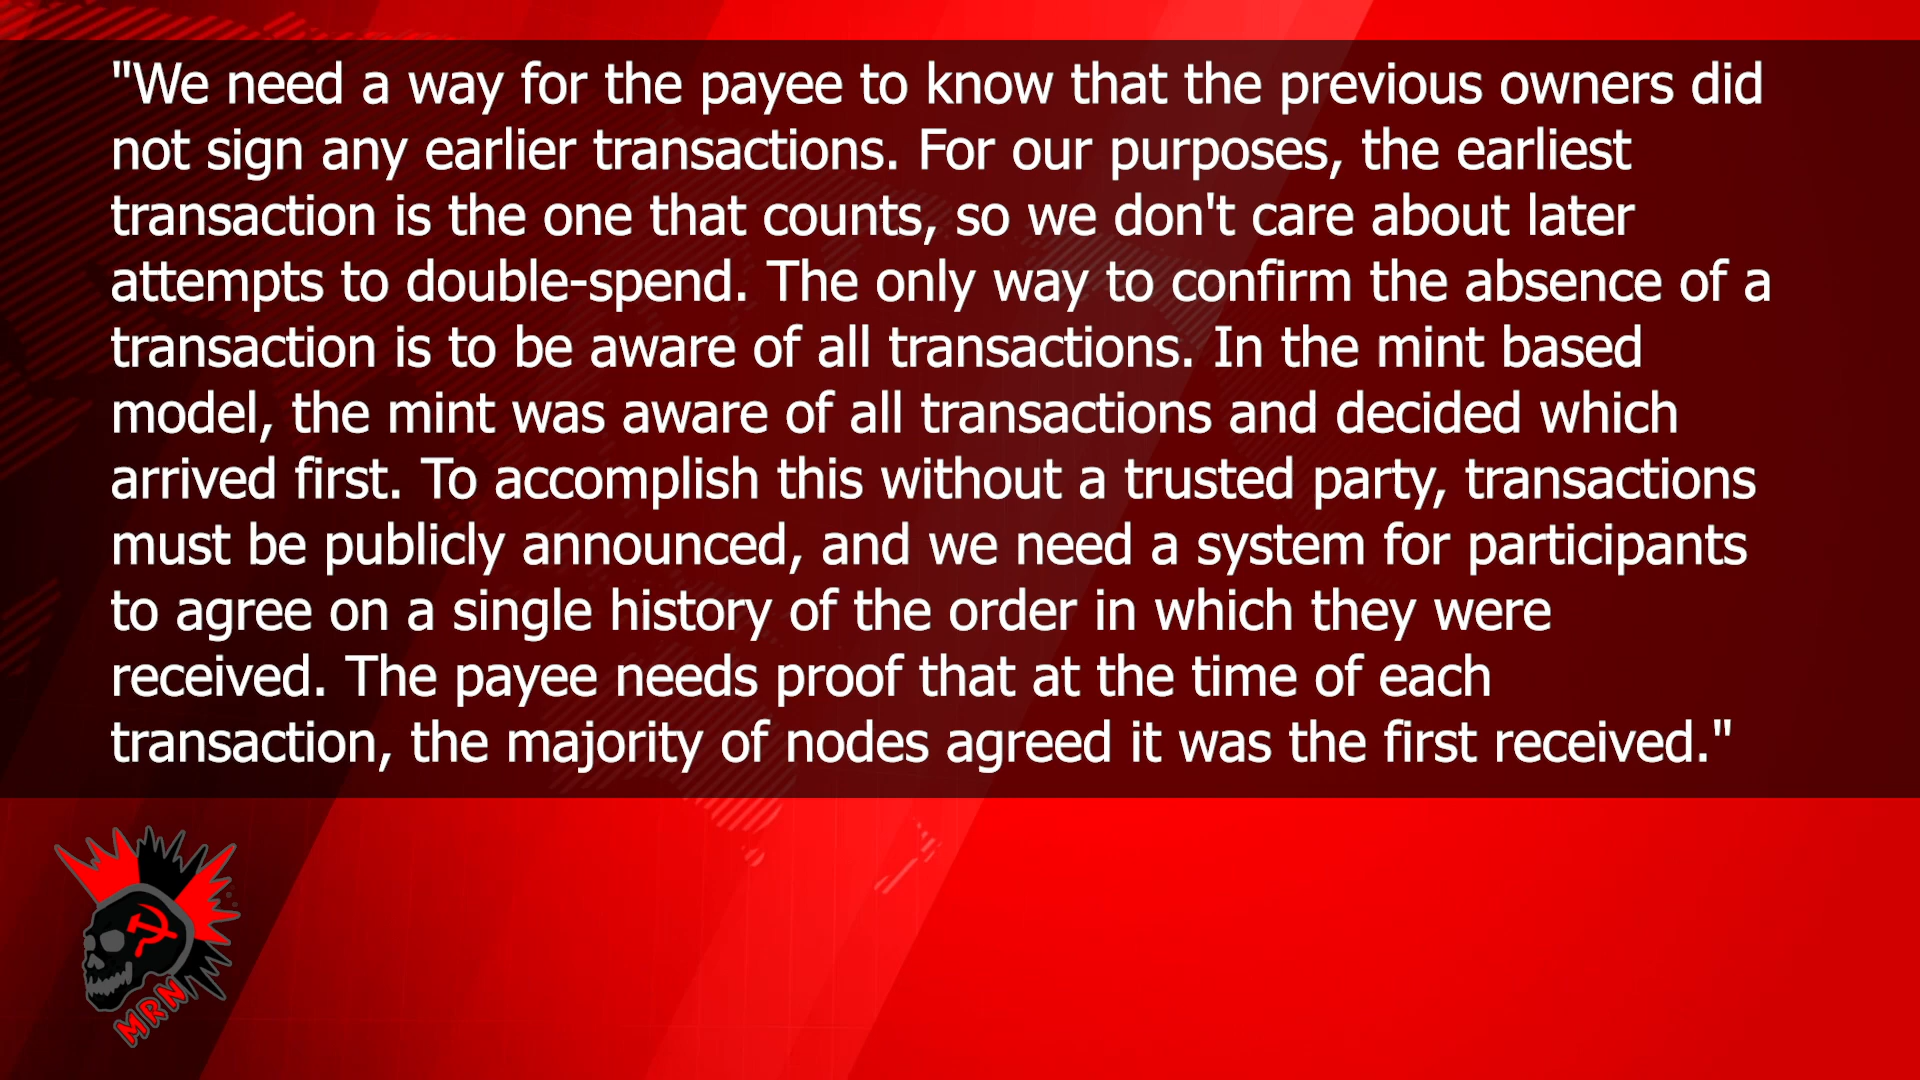 "We need a way for the payee to know that the previous owners did
not sign any earlier transactions. For our purposes, the earliest
transaction is the one that counts, so we don't care about later
attempts to double-spend. The only way to confirm the absence of a
transaction is to be aware of all transactions. In the mint based
model, the mint was aware of all transactions and decided which
arrived first. To accomplish this without a trusted party, transactions
must be publicly announced, and we need a system for participants
to agree on a single history of the order in which they were
received. The payee needs proof that at the time of each
transaction, the majority of nodes agreed it was the first received."
MRN